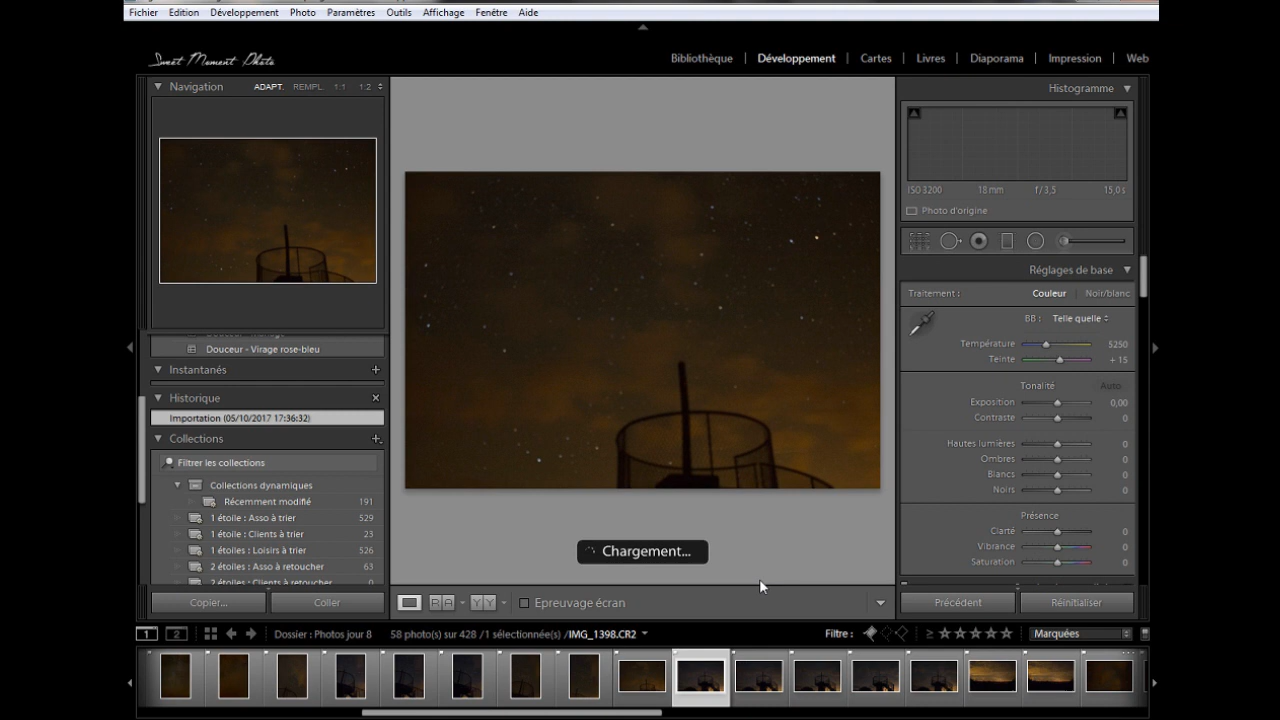 Fichier Edition Développement Photo Paramètres Outils Affichage Fenêtre Aide
Sweet Moment Photo
Bibliothèque | Développement | Cartes | Livres | Diaporama | Impression | Web
Navigation ADAPT. REMPL. 1:1 1:2
Histogramme
ISO 3200 18 mm f / 3,5 15,0 s
Photo d'origine
Réglages de base
Traitement : Couleur Noir/blanc
BB : Telle quelle
Température 5250
Teinte + 15
Tonalité Auto
Exposition 0,00
Contraste 0
Hautes lumières 0
Ombres 0
Blancs 0
Noirs 0
Présence
Clarté 0
Vibrance 0
Saturation 0
Douceur - Virage rose-bleu
Instantanés
Historique
Importation (05/10/2017 17:36:32)
Collections
Filtrer les collections
Collections dynamiques
Récemment modifié 191
1 étoile : Asso à trier 529
1 étoile : Clients à trier 23
1 étoiles : Loisirs à trier 526
2 étoiles : Asso à retoucher 63
2 étoiles : Clients à retoucher 0
Chargement...
Copier... Coller
RA YY Epreuvage écran
Précédent Réinitialiser
1 2 Dossier : Photos jour 8 58 photo(s) sur 428 /1 sélectionnée(s) /IMG_1398.CR2
Filtre : ≥ ★★★★★ Marquées